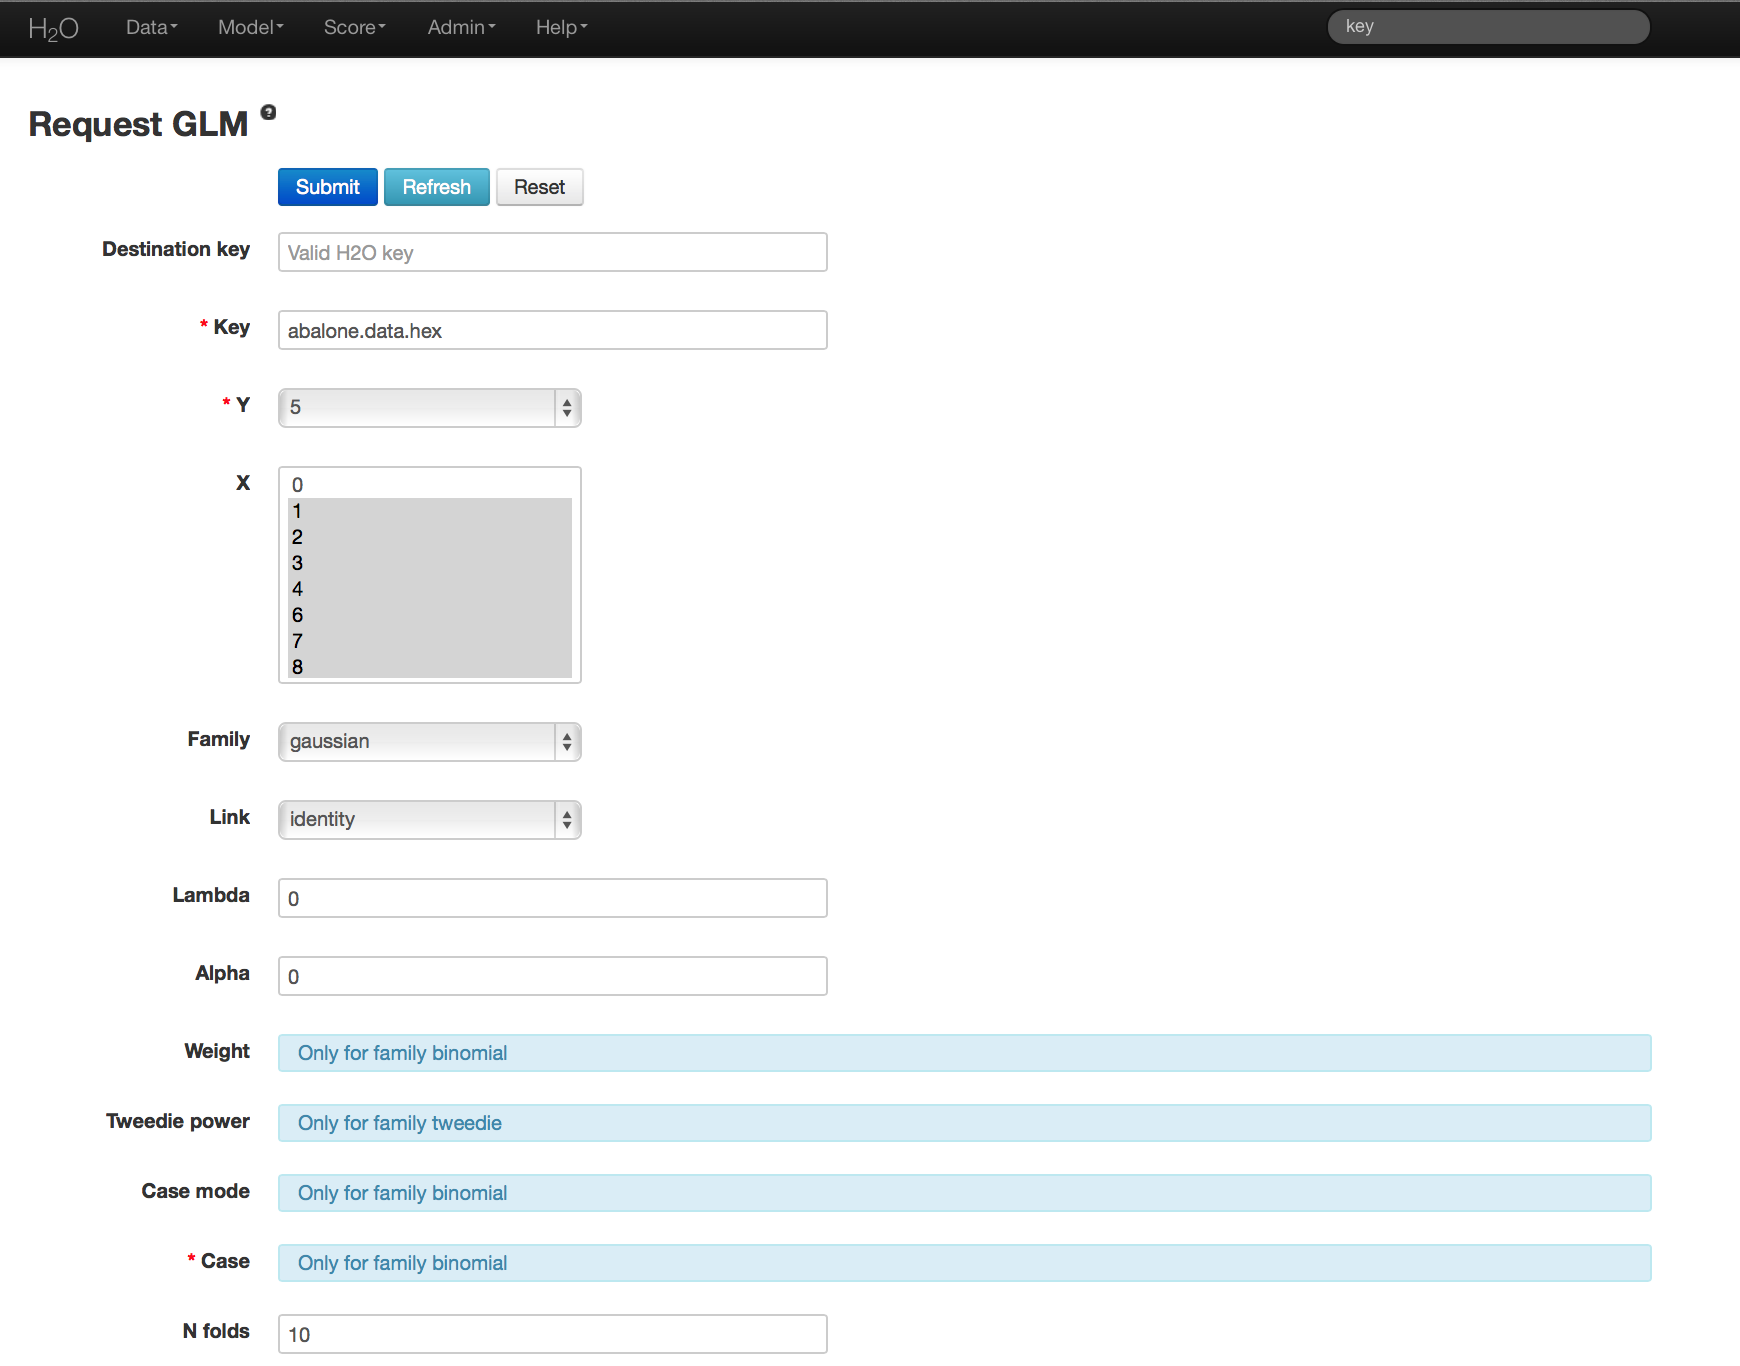 H2O Data Model Score Admin Help key
Request GLM ?
Submit Refresh Reset
Destination key Valid H2O key
* Key abalone.data.hex
* Y 5
X 0
1
2
3
4
6
7
8
Family gaussian
Link identity
Lambda 0
Alpha 0
Weight Only for family binomial
Tweedie power Only for family tweedie
Case mode Only for family binomial
* Case Only for family binomial
N folds 10